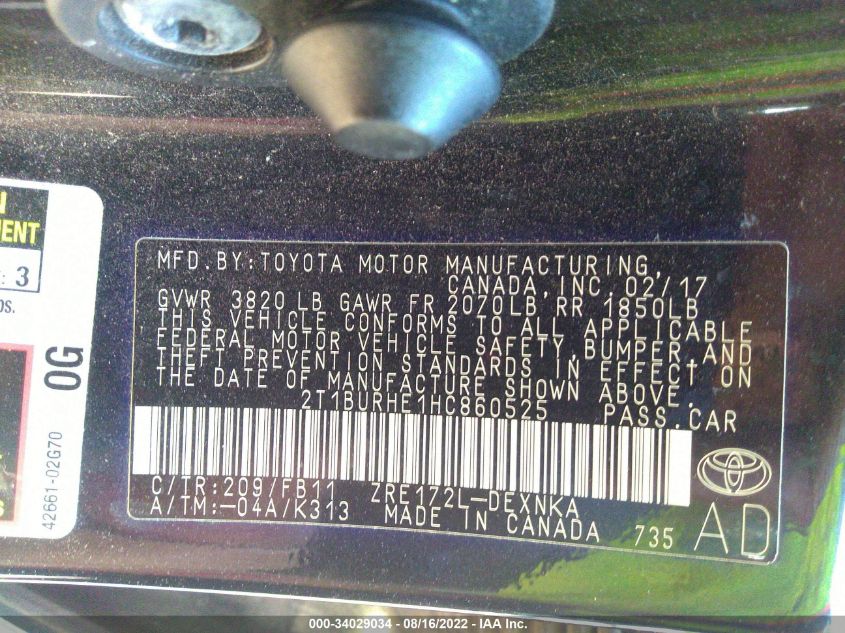 MENT
: 3
os.
0G
42661-02G70
MFD.BY:TOYOTA MOTOR MANUFACTURING,
CANADA,INC. 02/17
GVWR 3820 LB GAWR FR 2070LB RR 1850LB
THIS VEHICLE CONFORMS TO ALL APPLICABLE
FEDERAL MOTOR VEHICLE SAFETY,BUMPER,AND
THEFT PREVENTION STANDARDS IN EFFECT ON
THE DATE OF MANUFACTURE SHOWN ABOVE.
2T1BURHE1HC860525 PASS.CAR
C/TR:209/FB11 ZRE172L-DEXNKA
A/TM:-04A/K313 MADE IN CANADA 735
AD
000-34029034 - 08/16/2022 - IAA Inc.